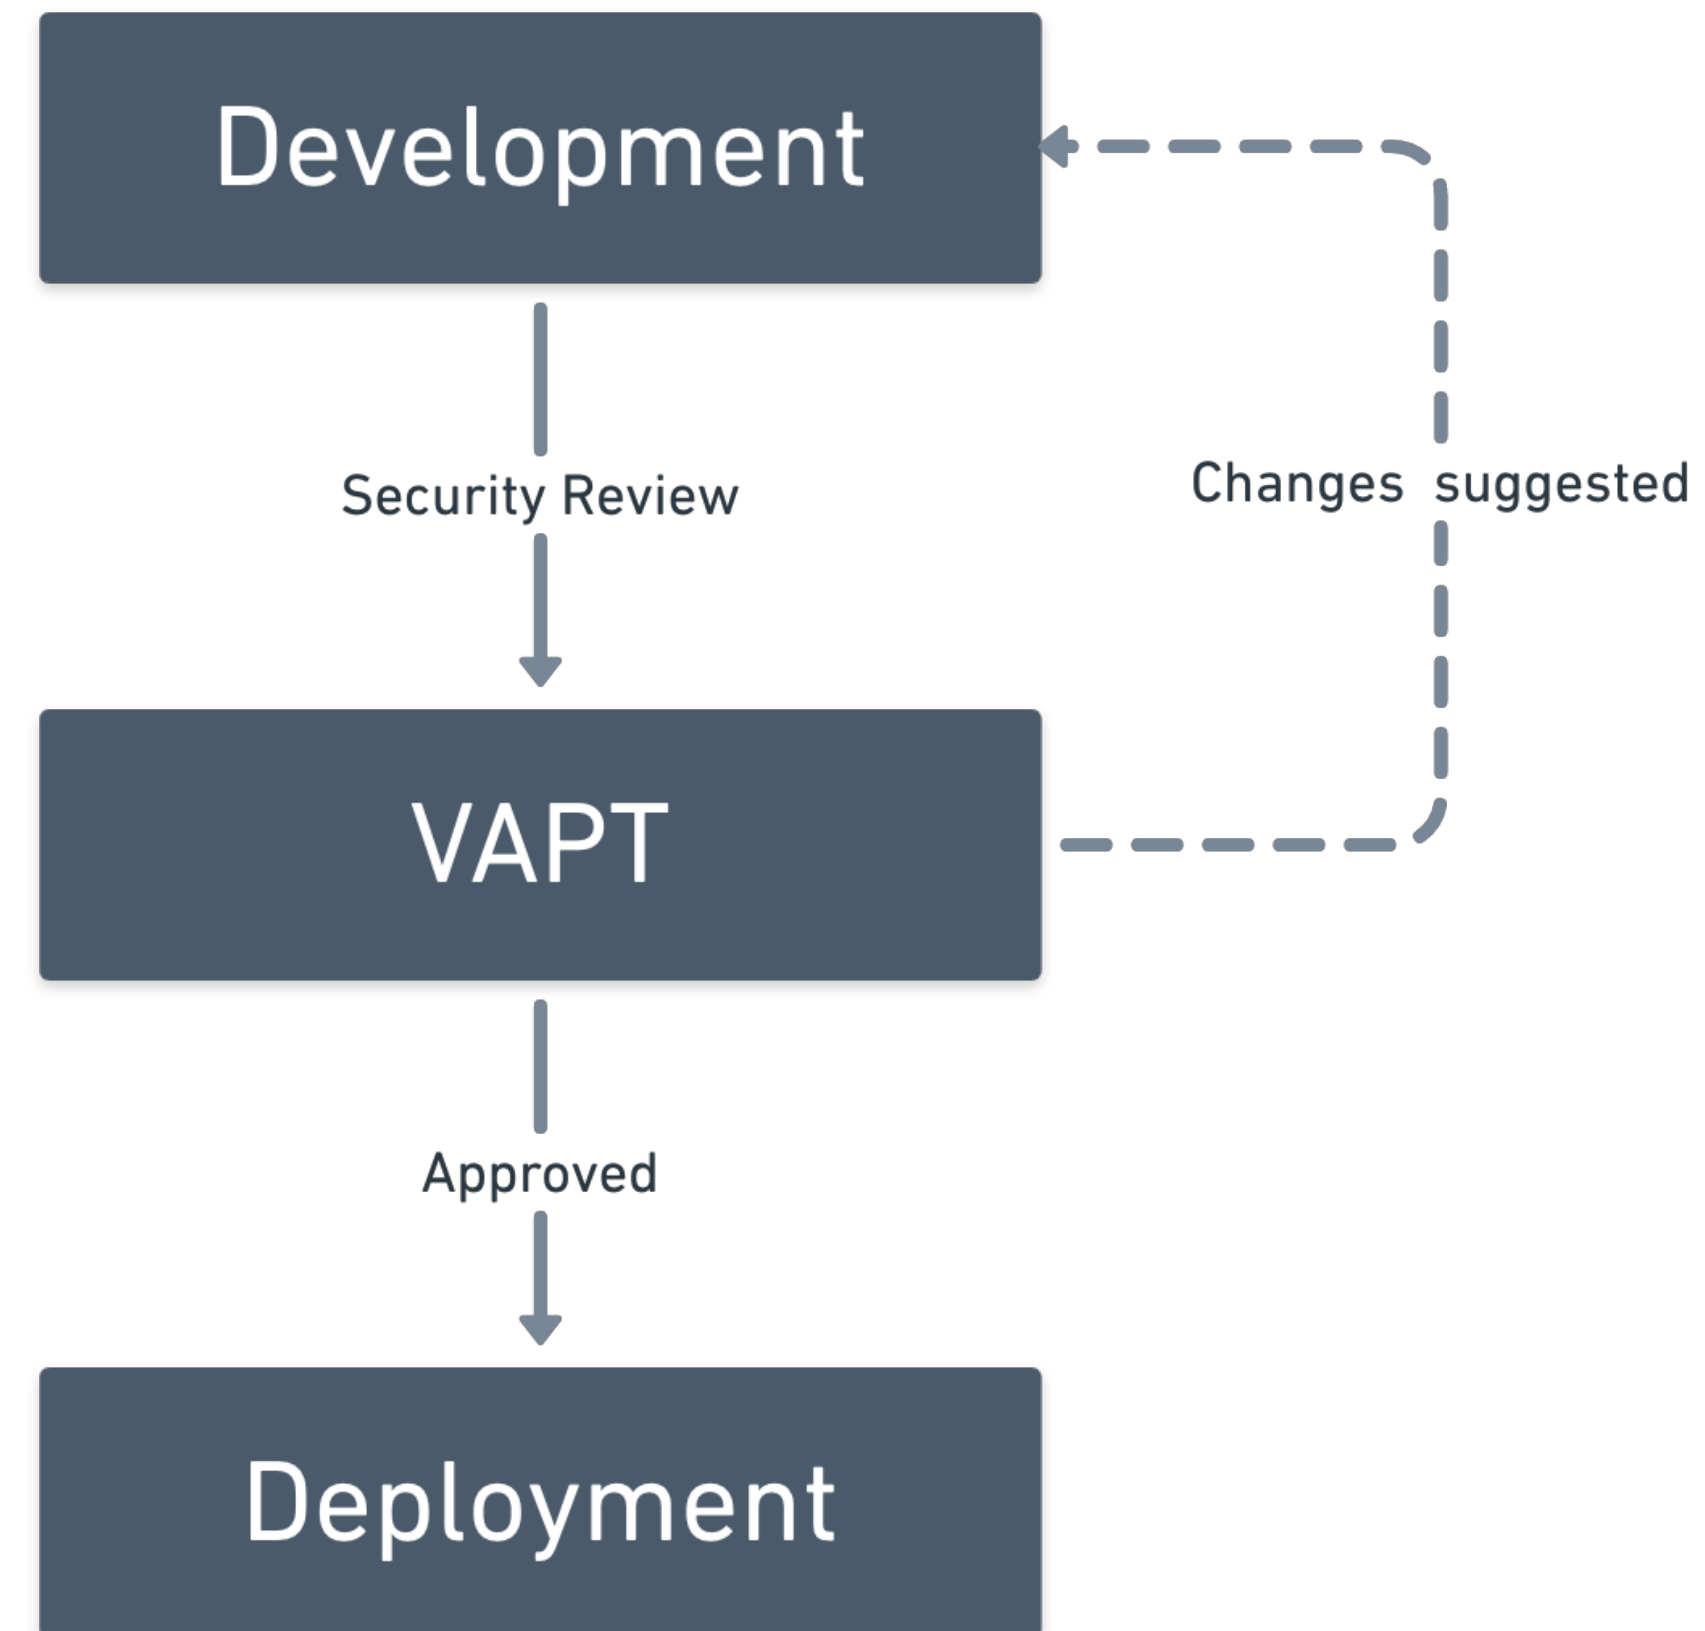 Development
Security Review
Changes suggested
VAPT
Approved
Deployment